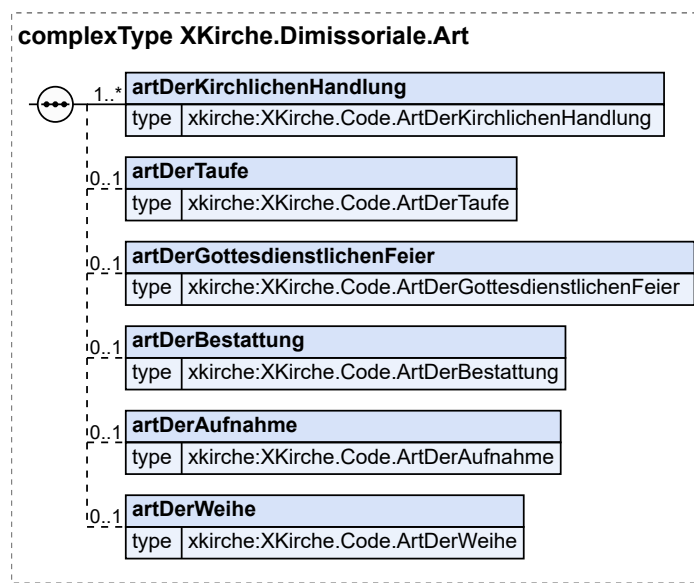 complexType XKirche.Dimissoriale.Art
1..* artDerKirchlichenHandlung
type xkirche:XKirche.Code.ArtDerKirchlichenHandlung
0..1 artDerTaufe
type xkirche:XKirche.Code.ArtDerTaufe
0..1 artDerGottesdienstlichenFeier
type xkirche:XKirche.Code.ArtDerGottesdienstlichenFeier
0..1 artDerBestattung
type xkirche:XKirche.Code.ArtDerBestattung
0..1 artDerAufnahme
type xkirche:XKirche.Code.ArtDerAufnahme
0..1 artDerWeihe
type xkirche:XKirche.Code.ArtDerWeihe